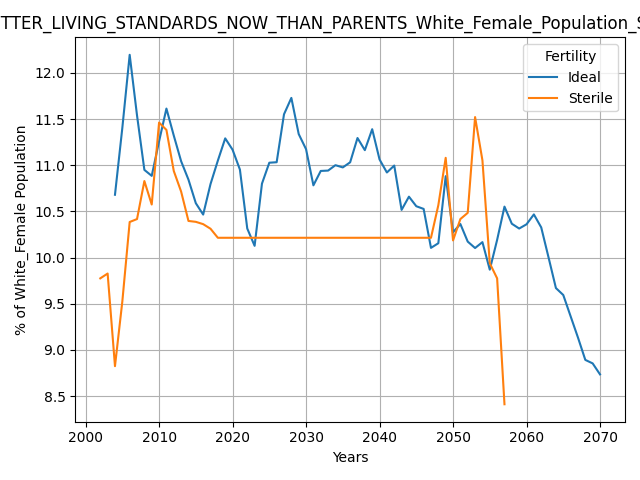 TTER_LIVING_STANDARDS_NOW_THAN_PARENTS_White_Female_Population_S
12.0
11.5
11.0
10.5
10.0
9.5
9.0
8.5
% of White_Female Population
Fertility
Ideal
Sterile
2000 2010 2020 2030 2040 2050 2060 2070
Years